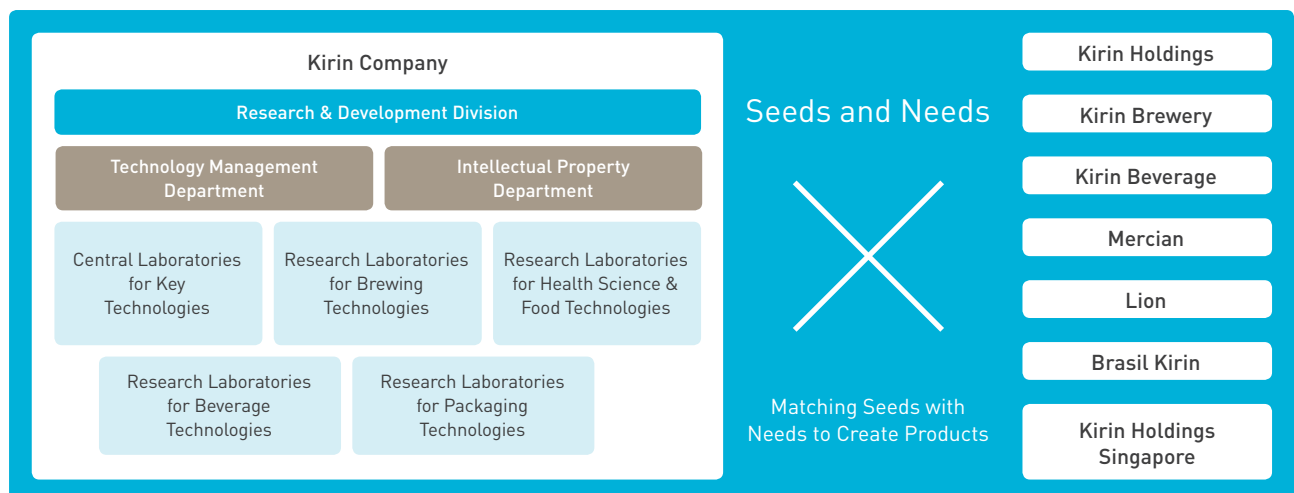 Kirin Company
Research & Development Division
Technology Management
Department
Intellectual Property
Department
Central Laboratories
for Key
Technologies
Research Laboratories
for Brewing
Technologies
Research Laboratories
for Health Science &
Food Technologies
Research Laboratories
for Beverage
Technologies
Research Laboratories
for Packaging
Technologies
Seeds and Needs
Matching Seeds with
Needs to Create Products
Kirin Holdings
Kirin Brewery
Kirin Beverage
Mercian
Lion
Brasil Kirin
Kirin Holdings
Singapore